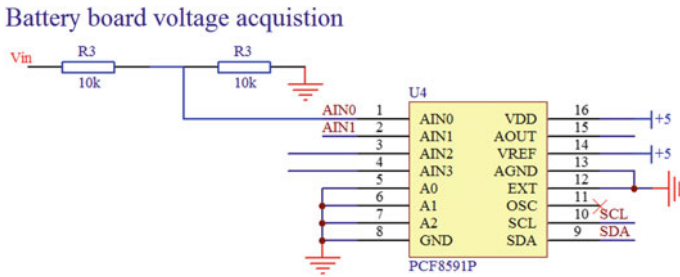 Battery board voltage acquistion
Vin R3 R3
10k 10k
U4
AIN0 1 AIN0 VDD 16 +5
AIN1 2 AIN1 AOUT 15
3 AIN2 VREF 14 +5
4 AIN3 AGND 13
5 A0 EXT 12
6 A1 OSC 11
7 A2 SCL 10 SCL
8 GND SDA 9 SDA
PCF8591P